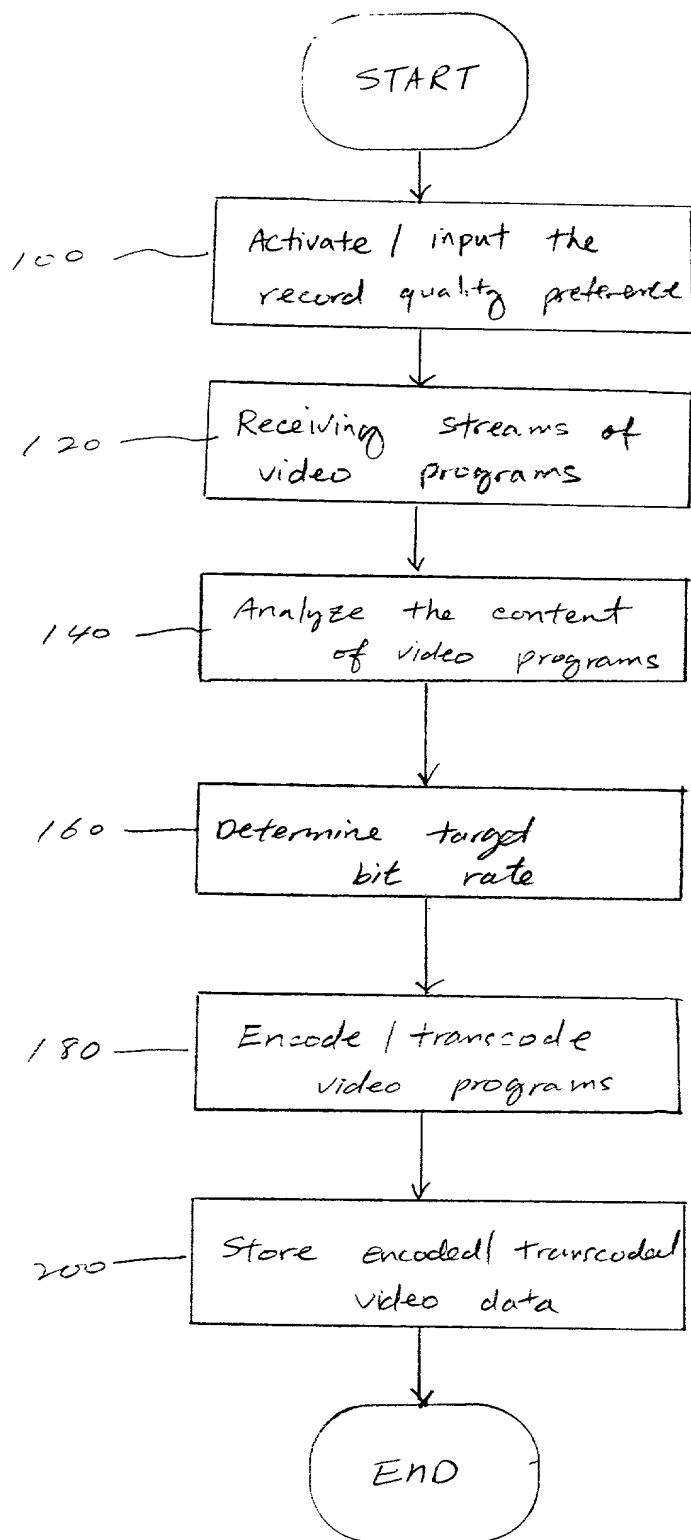 START
100
Activate / input the
record quality preference
120
Receiving streams of
video programs
140
Analyze the content
of video programs
160
Determine target
bit rate
180
Encode / transcode
video programs
200
Store encoded / transcoded
video data
END